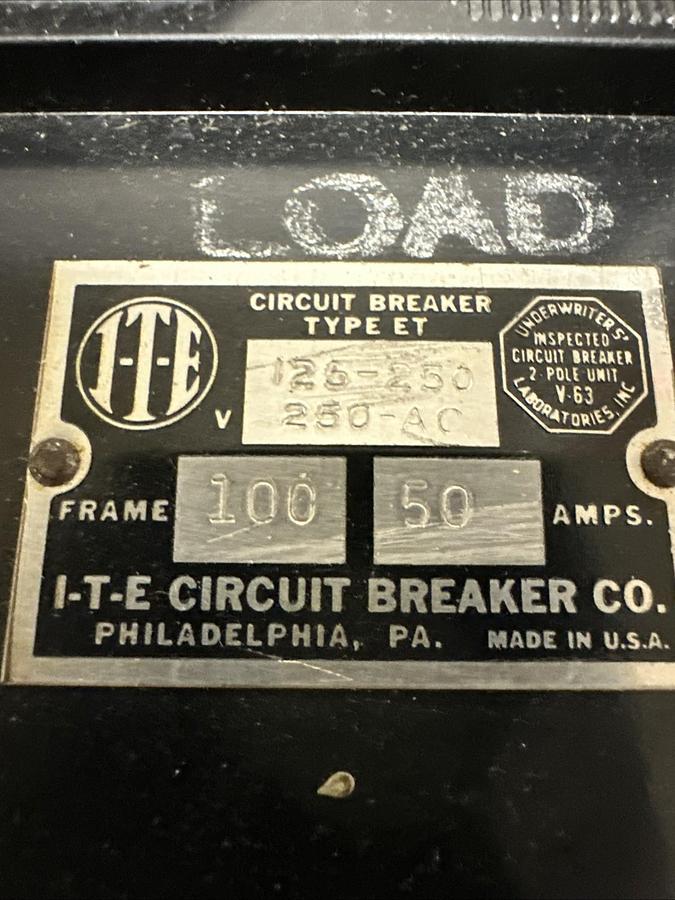 LOAD
I-T-E
CIRCUIT BREAKER
TYPE ET
125-250
V 250-AC
UNDERWRITERS'
INSPECTED
CIRCUIT BREAKER
2-POLE UNIT
V-63
LABORATORIES, INC
FRAME 100 50 AMPS.
I-T-E CIRCUIT BREAKER CO.
PHILADELPHIA, PA. MADE IN U.S.A.